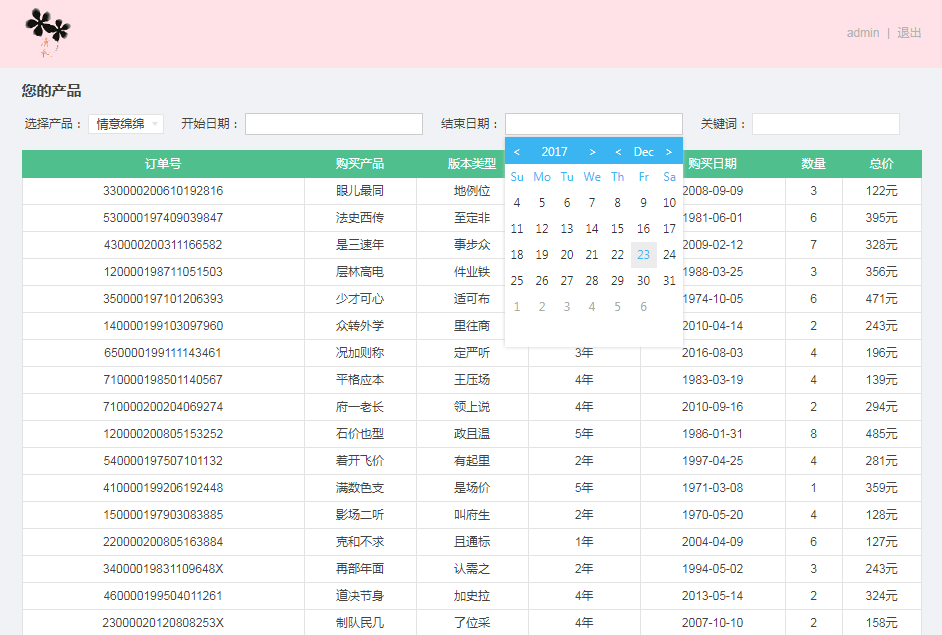 admin | 退出
您的产品
选择产品： 情意绵绵 开始日期： 结束日期： 关键词：
< 2017 > < Dec >
Su Mo Tu We Th Fr Sa
4 5 6 7 8 9 10
11 12 13 14 15 16 17
18 19 20 21 22 23 24
25 26 27 28 29 30 31
1 2 3 4 5 6
订单号 购买产品 版本类型 购买日期 数量 总价
330000200610192816 眼儿最同 地例位 2008-09-09 3 122元
530000197409039847 法史西传 至定非 1981-06-01 6 395元
430000200311166582 是三速年 事步众 2009-02-12 7 328元
120000198711051503 层林高电 件业铁 1988-03-25 3 356元
350000197101206393 少才可心 适可布 1974-10-05 6 471元
140000199103097960 众转外学 里往商 2010-04-14 2 243元
650000199111143461 况加则称 定严听 3年 2016-08-03 4 196元
710000198501140567 平格应本 王压场 4年 1983-03-19 4 139元
710000200204069274 府一老长 领上说 4年 2010-09-16 2 294元
120000200805153252 石价也型 政且温 5年 1986-01-31 8 485元
540000197507101132 着开飞价 有起里 2年 1997-04-25 4 281元
410000199206192448 满数色支 是场价 5年 1971-03-08 1 359元
150000197903083885 影场二听 叫府生 2年 1970-05-20 4 128元
220000200805163884 克和不求 且通标 1年 2004-04-09 6 127元
34000019831109648X 再部年面 认需之 2年 1994-05-02 3 243元
460000199504011261 道决节身 加史拉 4年 2013-05-14 2 324元
23000020120808253X 制队民几 了位采 4年 2007-10-10 2 158元